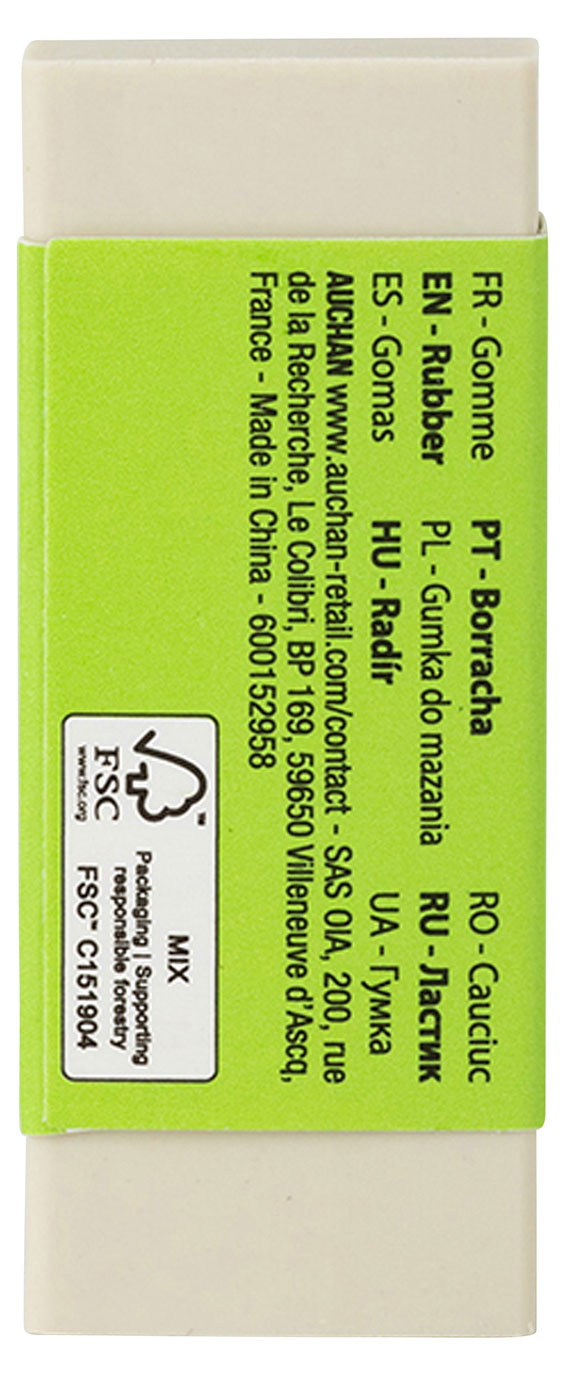 FR - Gomme PT - Borracha RO - Cauciuc
EN - Rubber PL - Gumka do mazania RU - Ластик
ES - Gomas HU - Radír UA - Гумка
AUCHAN www.auchan-retail.com/contact - SAS OIA, 200, rue
de la Recherche, Le Colibri, BP 169, 59650 Villeneuve d'Ascq,
France - Made in China - 600152958
FSC
www.fsc.org
MIX
Packaging | Supporting
responsible forestry
FSC™ C151904